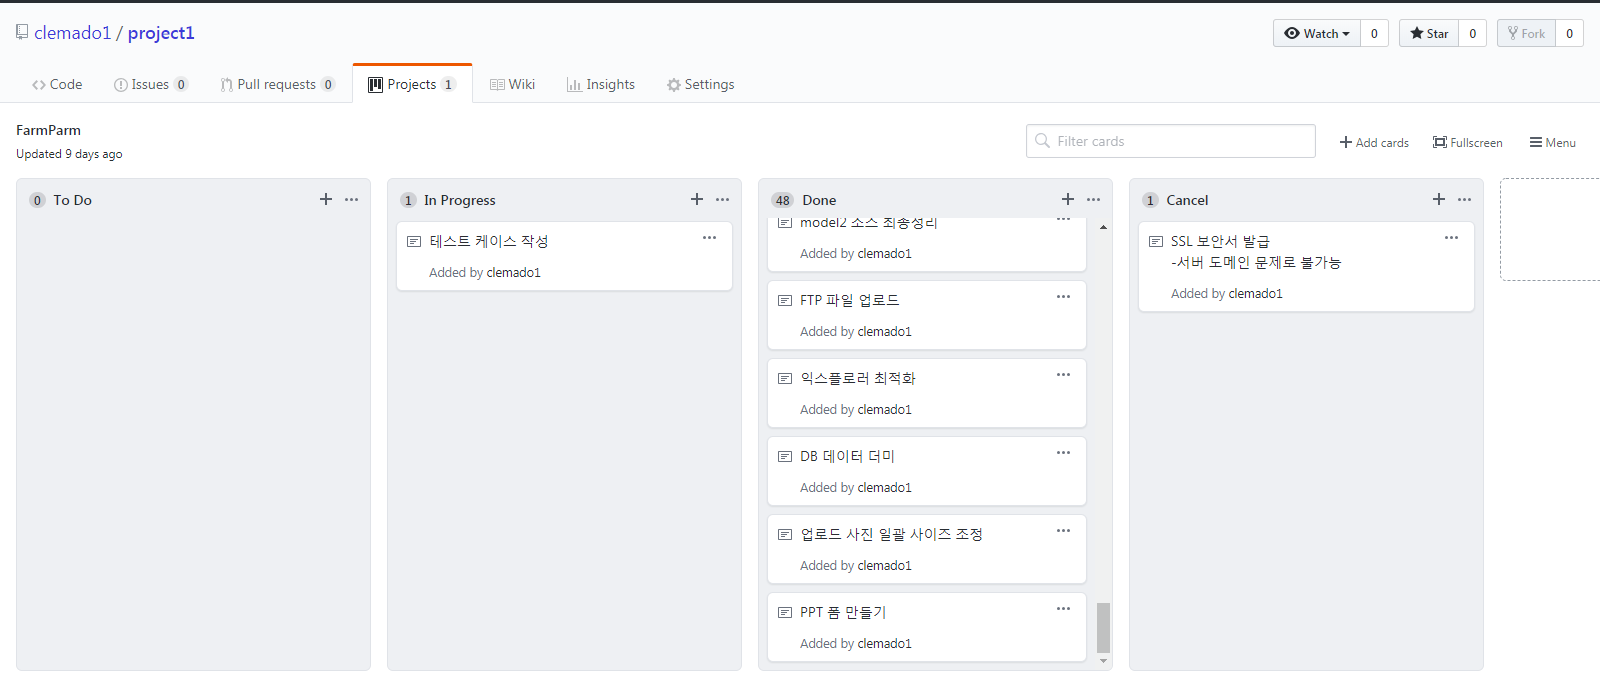 clemado1 / project1
Watch 0
Star 0
Fork 0
Code
Issues 0
Pull requests 0
Projects 1
Wiki
Insights
Settings
FarmParm
Updated 9 days ago
Filter cards
Add cards
Fullscreen
Menu
0 To Do
1 In Progress
테스트 케이스 작성
Added by clemado1
48 Done
model2 소스 최종정리
Added by clemado1
FTP 파일 업로드
Added by clemado1
익스플로러 최적화
Added by clemado1
DB 데이터 더미
Added by clemado1
업로드 사진 일괄 사이즈 조정
Added by clemado1
PPT 폼 만들기
Added by clemado1
1 Cancel
SSL 보안서 발급
-서버 도메인 문제로 불가능
Added by clemado1